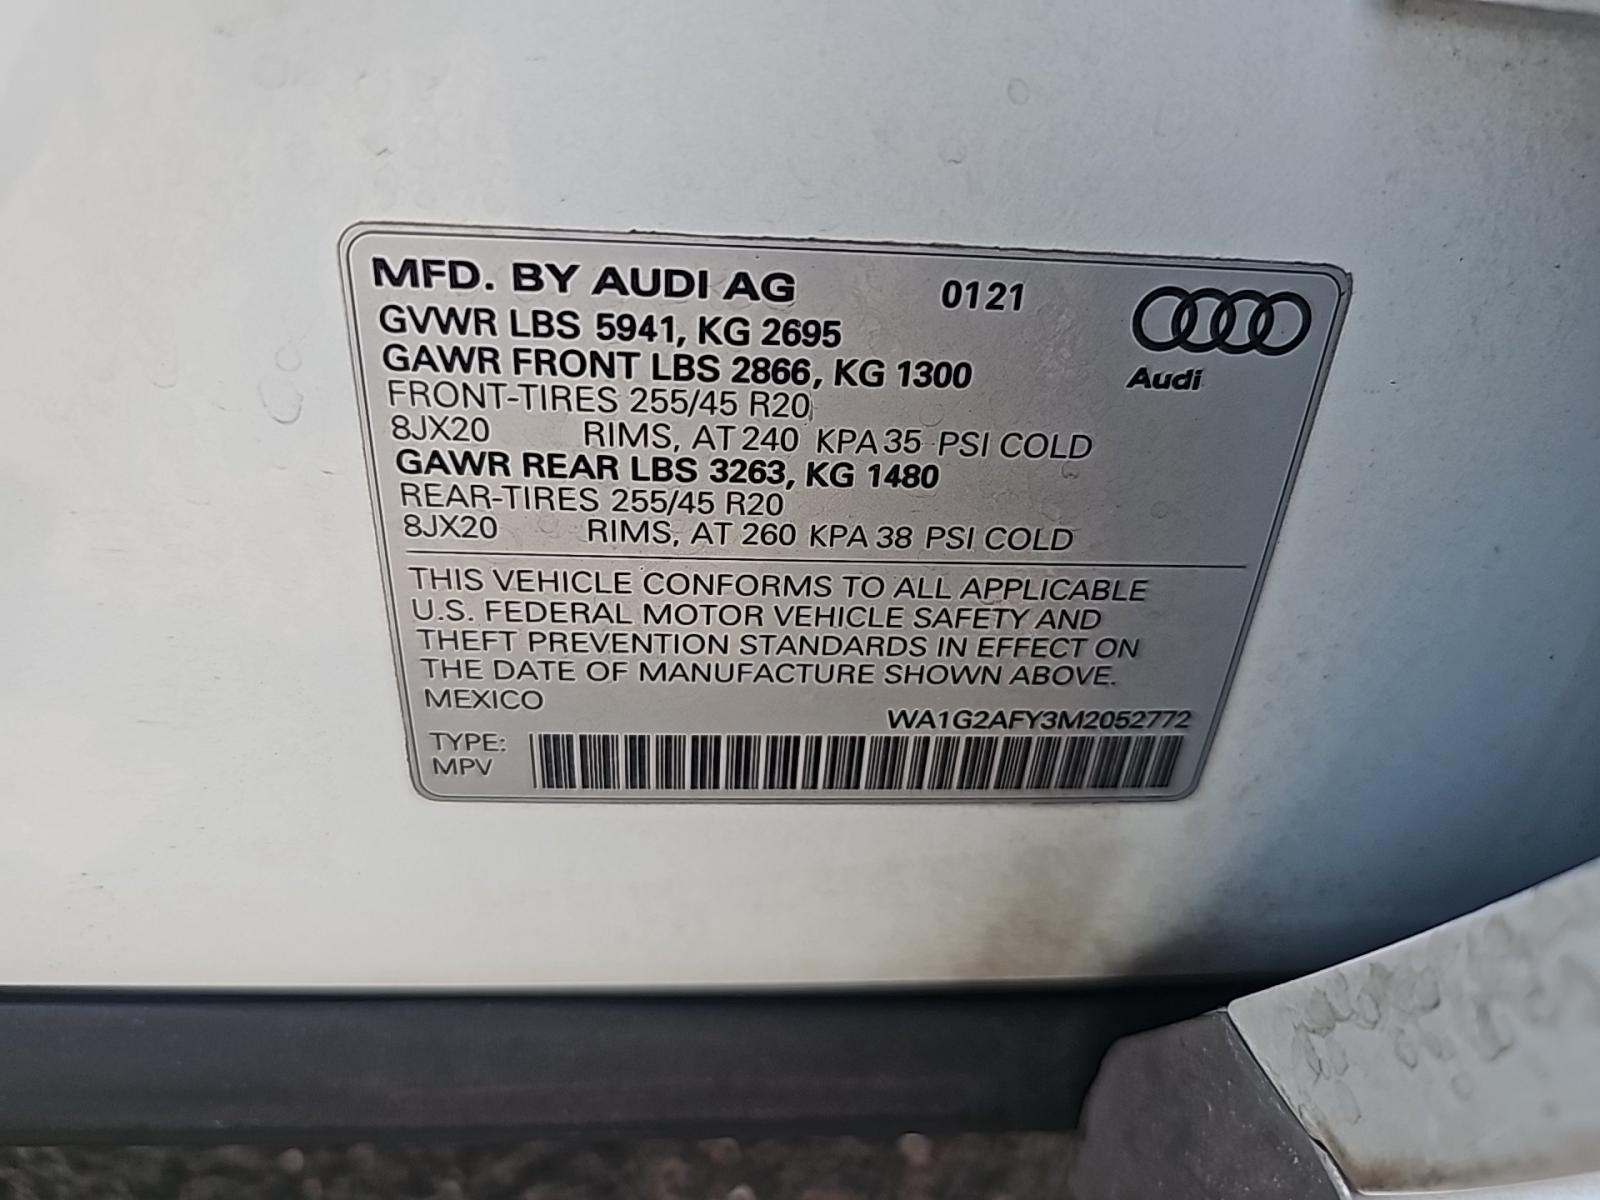 MFD. BY AUDI AG 0121
GVWR LBS 5941, KG 2695
GAWR FRONT LBS 2866, KG 1300
Audi
FRONT-TIRES 255/45 R20
8JX20 RIMS, AT 240 KPA 35 PSI COLD
GAWR REAR LBS 3263, KG 1480
REAR-TIRES 255/45 R20
8JX20 RIMS, AT 260 KPA 38 PSI COLD
THIS VEHICLE CONFORMS TO ALL APPLICABLE
U.S. FEDERAL MOTOR VEHICLE SAFETY AND
THEFT PREVENTION STANDARDS IN EFFECT ON
THE DATE OF MANUFACTURE SHOWN ABOVE.
MEXICO
WA1G2AFY3M2052772
TYPE:
MPV